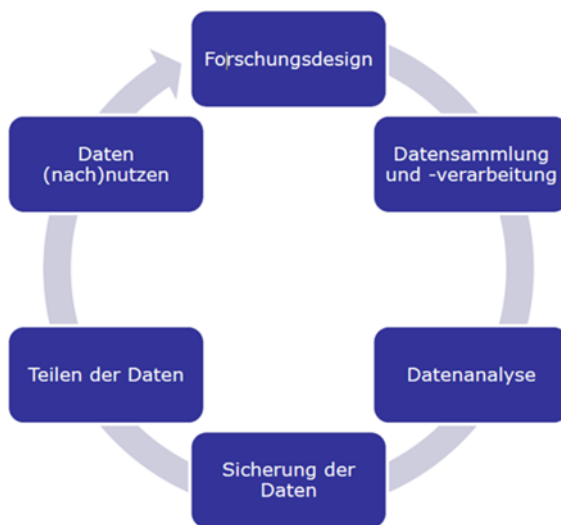 Forschungsdesign
Datensammlung
und -verarbeitung
Datenanalyse
Sicherung der
Daten
Teilen der Daten
Daten
(nach)nutzen